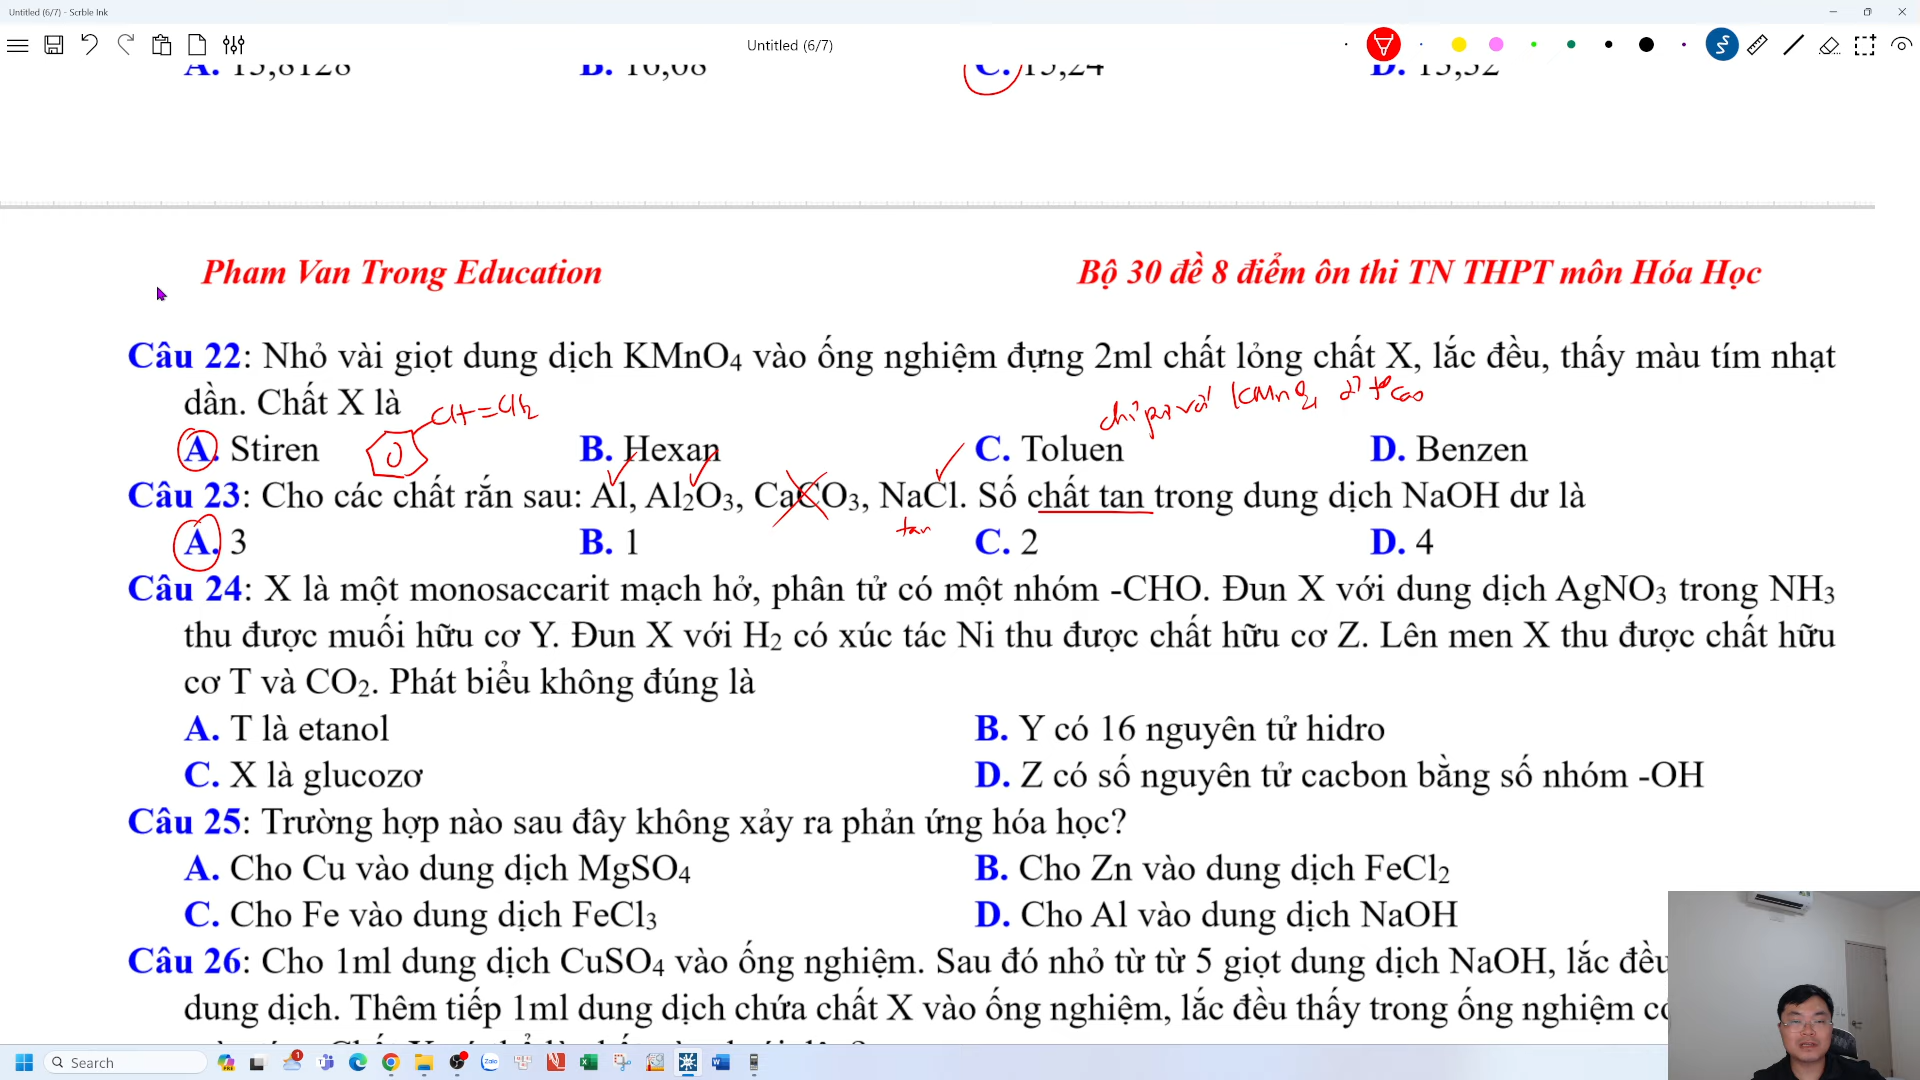 Untitled (6/7) - Scrble Ink
Untitled (6/7)
A. 15,8128 B. 16,08 C. 15,24 D. 15,52
Pham Van Trong Education Bộ 30 đề 8 điểm ôn thi TN THPT môn Hóa Học
Câu 22: Nhỏ vài giọt dung dịch KMnO4 vào ống nghiệm đựng 2ml chất lỏng chất X, lắc đều, thấy màu tím nhạt
dần. Chất X là CH=CH2 KMnO4
A. Stiren B. Hexan C. Toluen D. Benzen
Câu 23: Cho các chất rắn sau: Al, Al2O3, CaCO3, NaCl. Số chất tan trong dung dịch NaOH dư là
tan
A. 3 B. 1 C. 2 D. 4
Câu 24: X là một monosaccarit mạch hở, phân tử có một nhóm -CHO. Đun X với dung dịch AgNO3 trong NH3
thu được muối hữu cơ Y. Đun X với H2 có xúc tác Ni thu được chất hữu cơ Z. Lên men X thu được chất hữu
cơ T và CO2. Phát biểu không đúng là
A. T là etanol B. Y có 16 nguyên tử hidro
C. X là glucozơ D. Z có số nguyên tử cacbon bằng số nhóm -OH
Câu 25: Trường hợp nào sau đây không xảy ra phản ứng hóa học?
A. Cho Cu vào dung dịch MgSO4 B. Cho Zn vào dung dịch FeCl2
C. Cho Fe vào dung dịch FeCl3 D. Cho Al vào dung dịch NaOH
Câu 26: Cho 1ml dung dịch CuSO4 vào ống nghiệm. Sau đó nhỏ từ từ 5 giọt dung dịch NaOH, lắc đều
dung dịch. Thêm tiếp 1ml dung dịch chứa chất X vào ống nghiệm, lắc đều thấy trong ống nghiệm
Search